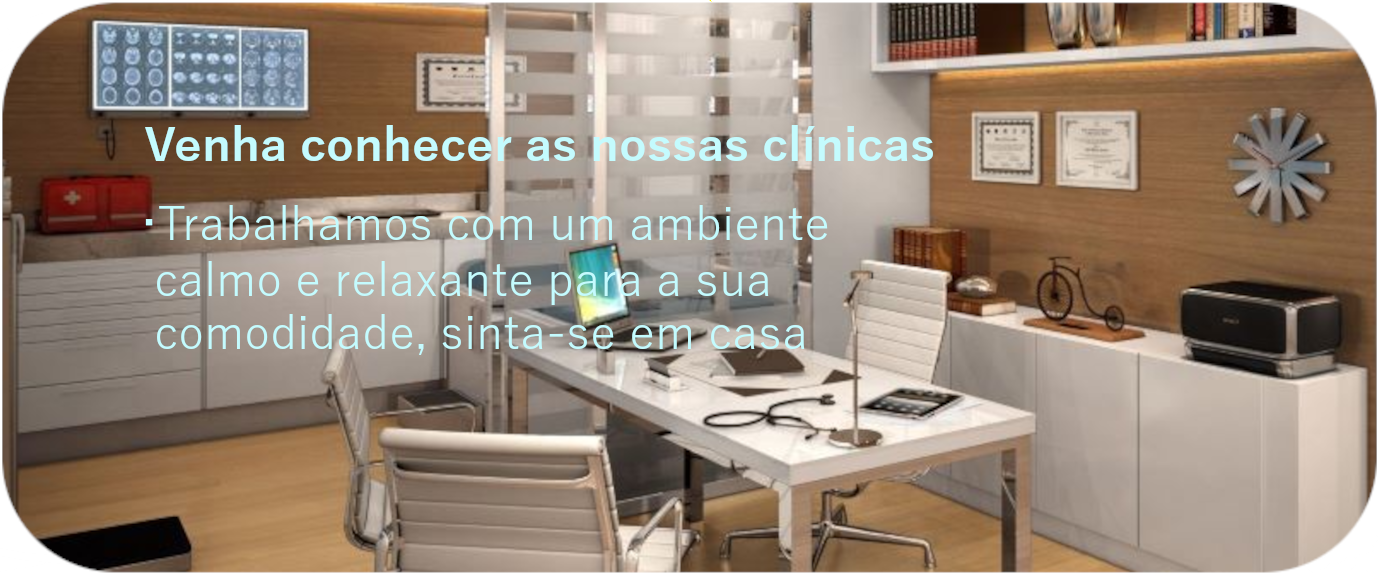 Venha conhecer as nossas clínicas
▪Trabalhamos com um ambiente
calmo e relaxante para a sua
comodidade, sinta-se em casa